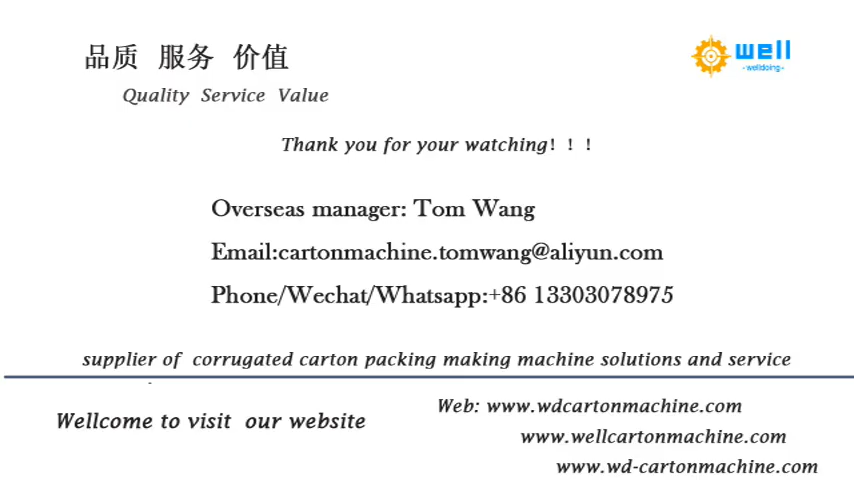 品质 服务 价值
well
-welldoing-
Quality Service Value
Thank you for your watching！！！
Overseas manager: Tom Wang
Email:cartonmachine.tomwang@aliyun.com
Phone/Wechat/Whatsapp:+86 13303078975
supplier of corrugated carton packing making machine solutions and service
Wellcome to visit our website
Web: www.wdcartonmachine.com
www.wellcartonmachine.com
www.wd-cartonmachine.com